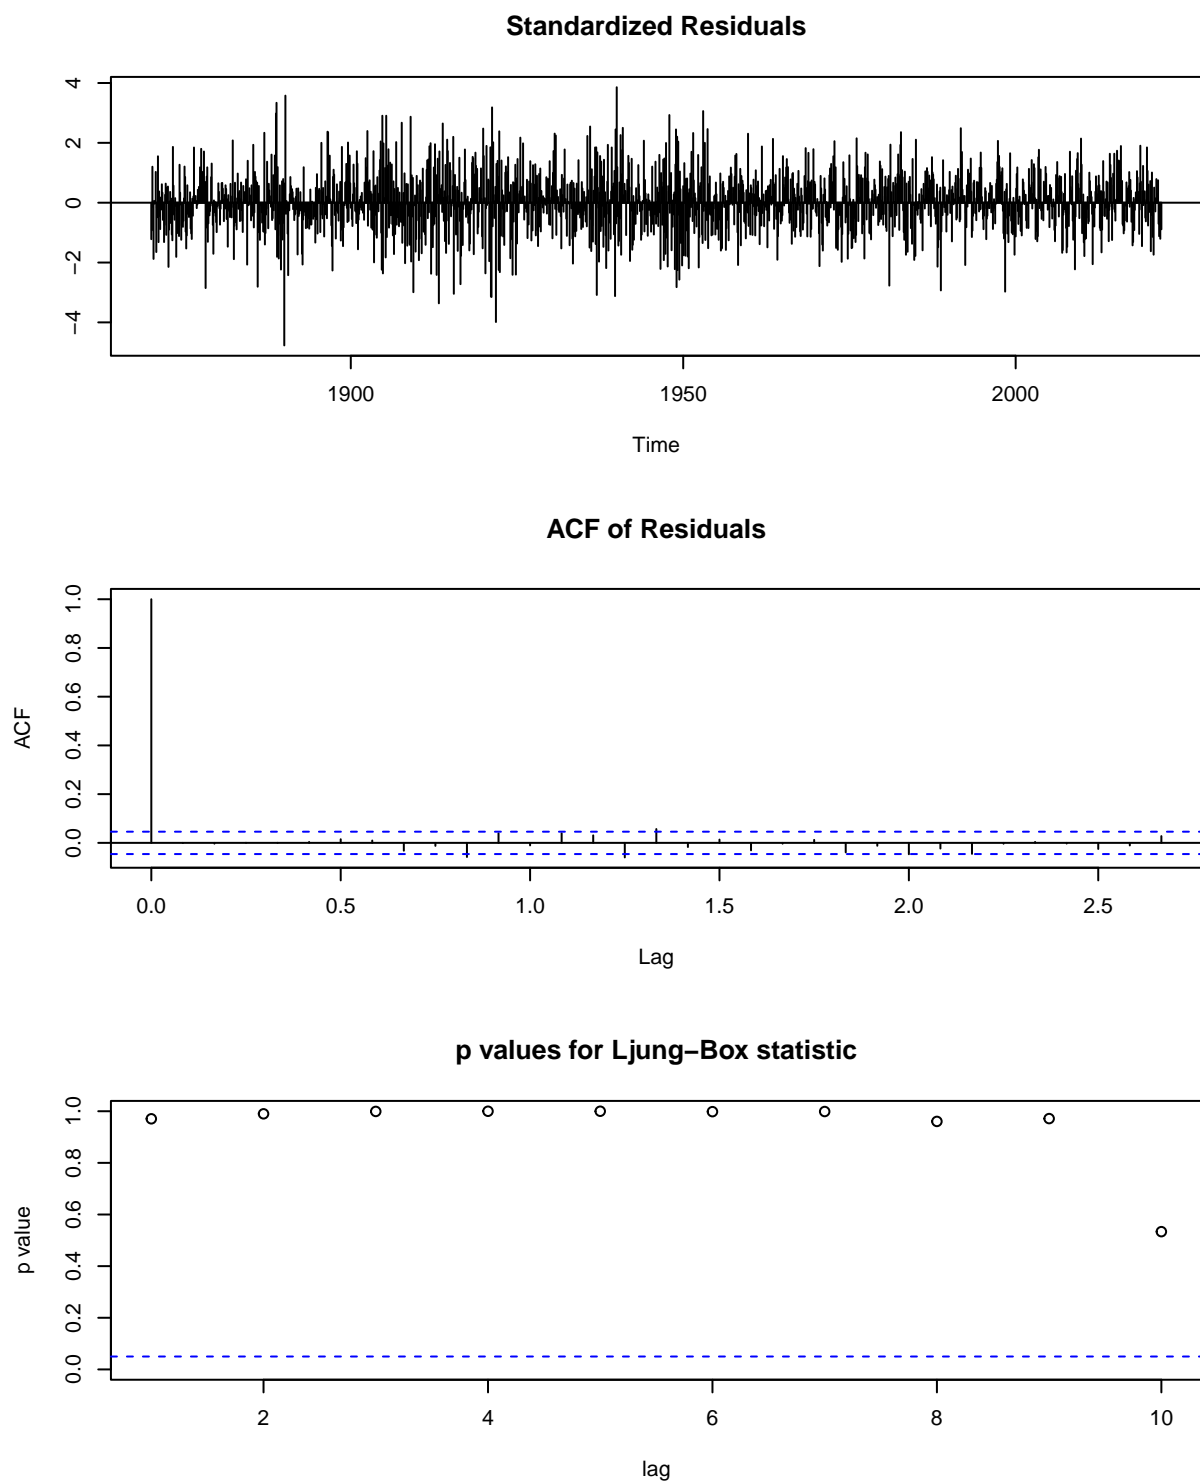 Standardized Residuals
4
2
0
−2
−4
1900 1950 2000
Time
ACF of Residuals
ACF
1.0
0.8
0.6
0.4
0.2
0.0
0.0 0.5 1.0 1.5 2.0 2.5
Lag
p values for Ljung−Box statistic
p value
1.0
0.8
0.6
0.4
0.2
0.0
2 4 6 8 10
lag